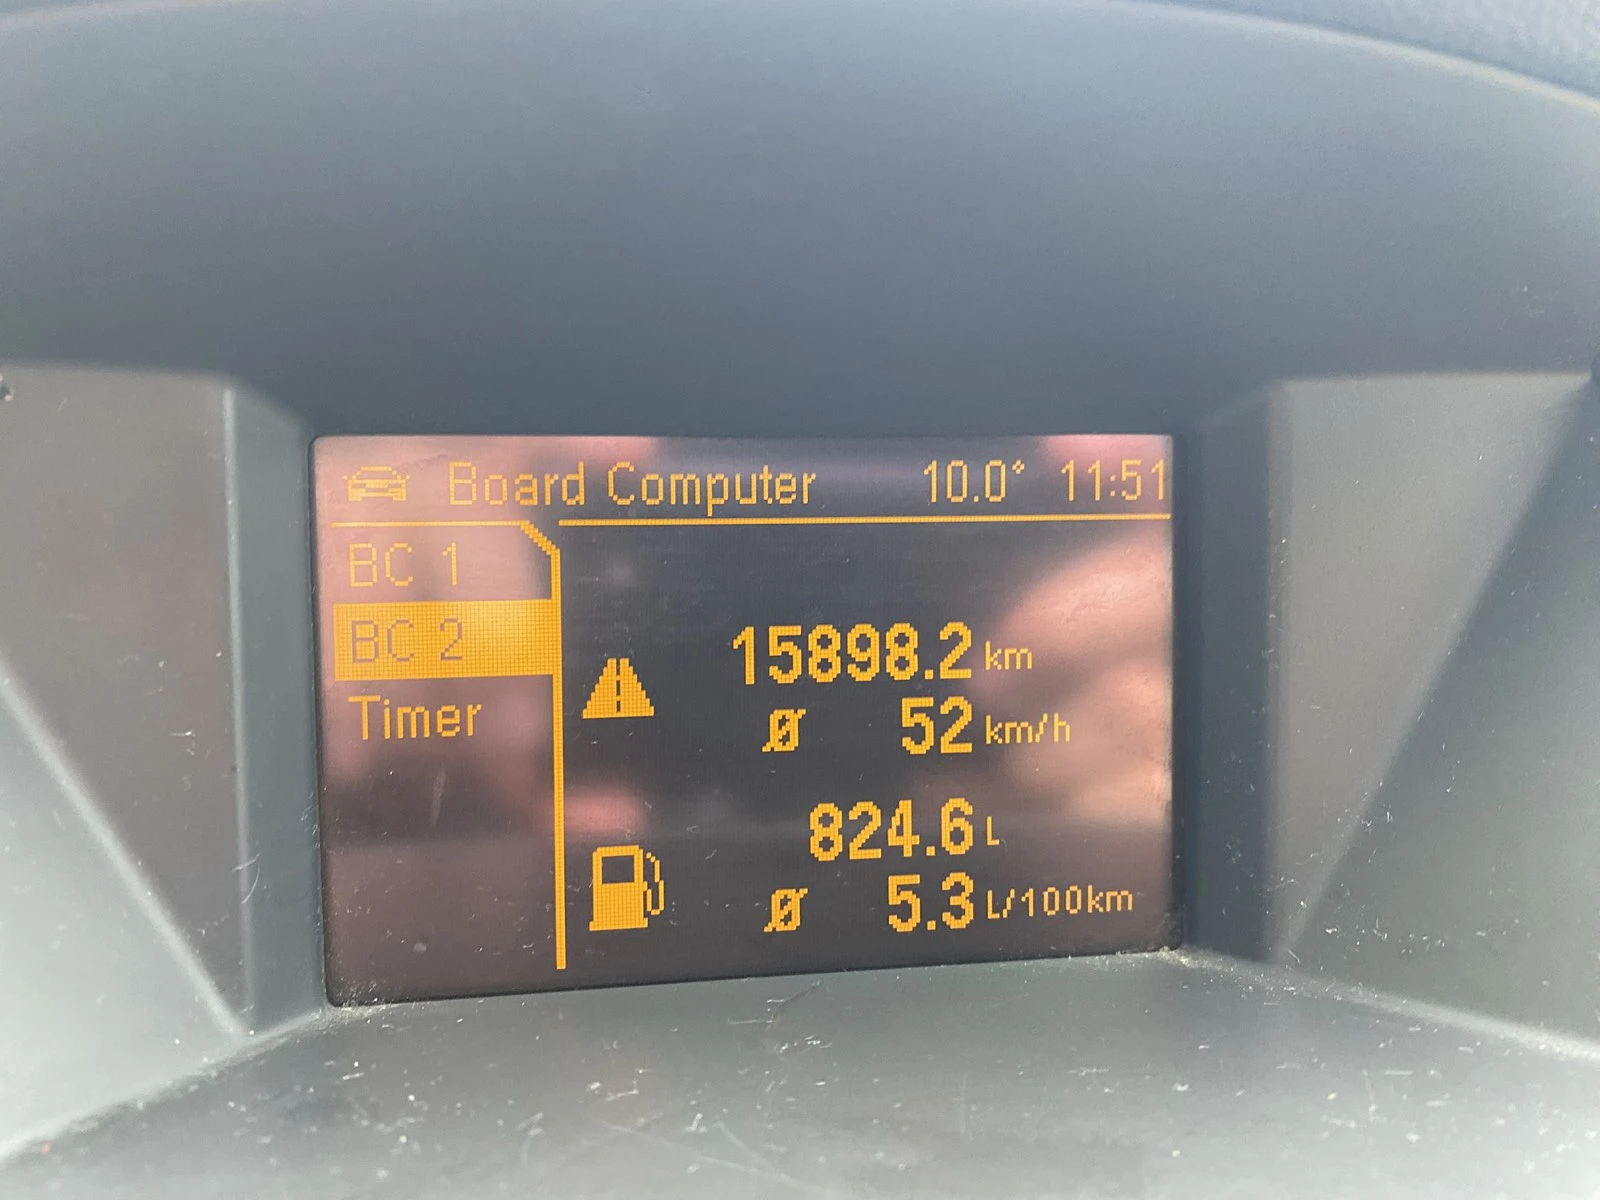 Board Computer 10.0° 11:51
BC 1
BC 2
Timer
15898.2 km
Ø 52 km/h
824.6 L
Ø 5.3 L/100km